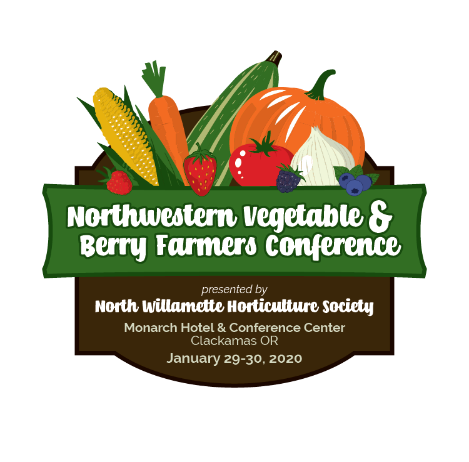 Northwestern Vegetable &
Berry Farmers Conference
presented by
North Willamette Horticulture Society
Monarch Hotel & Conference Center
Clackamas OR
January 29-30, 2020